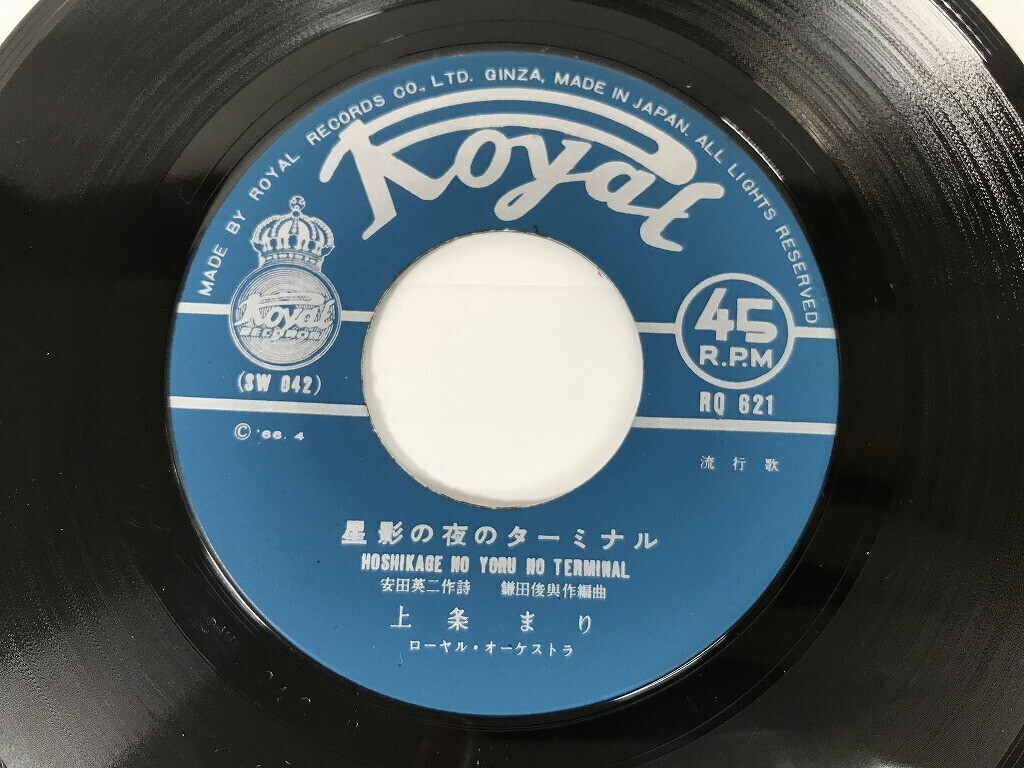 MADE BY ROYAL RECORDS CO., LTD. GINZA, MADE IN JAPAN. ALL LIGHTS RESERVED
Royal
Royal
RECORD
45
R.P.M
(SW 042)
RQ 621
© '66. 4
流行歌
星影の夜のターミナル
HOSHIKAGE NO YORU NO TERMINAL
安田英二作詩 鎌田俊與作編曲
上条まり
ローヤル・オーケストラ